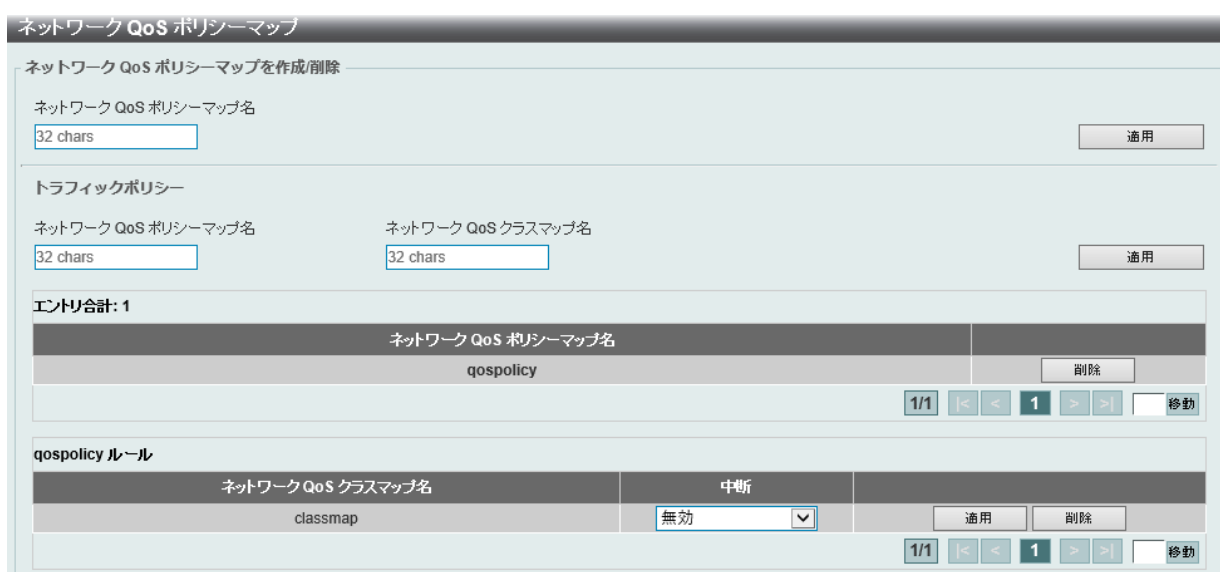 ネットワーク QoS ポリシーマップ
ネットワーク QoS ポリシーマップを作成/削除
ネットワーク QoS ポリシーマップ名
32 chars
適用
トラフィックポリシー
ネットワーク QoS ポリシーマップ名 ネットワーク QoS クラスマップ名
32 chars 32 chars
適用
エントリ合計: 1
ネットワーク QoS ポリシーマップ名
qospolicy 削除
1/1 |< < 1 > >| 移動
qospolicy ルール
ネットワーク QoS クラスマップ名 中断
classmap 無効 適用 削除
1/1 |< < 1 > >| 移動